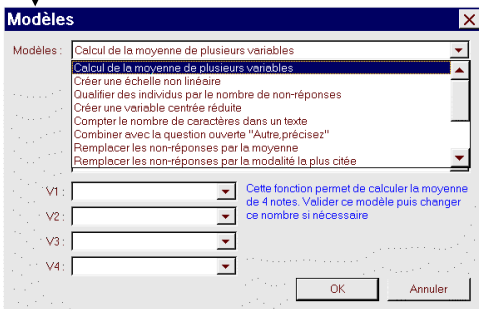 Modèles
Modèles : Calcul de la moyenne de plusieurs variables
Calcul de la moyenne de plusieurs variables
Créer une échelle non linéaire
Qualifier des individus par le nombre de non-réponses
Créer une variable centrée réduite
Compter le nombre de caractères dans un texte
Combiner avec la question ouverte "Autre,précisez"
Remplacer les non-réponses par la moyenne
Remplacer les non-réponses par la modalité la plus citée
V1 :
V2 :
V3 :
V4 :
Cette fonction permet de calculer la moyenne
de 4 notes. Valider ce modèle puis changer
ce nombre si nécessaire
OK
Annuler